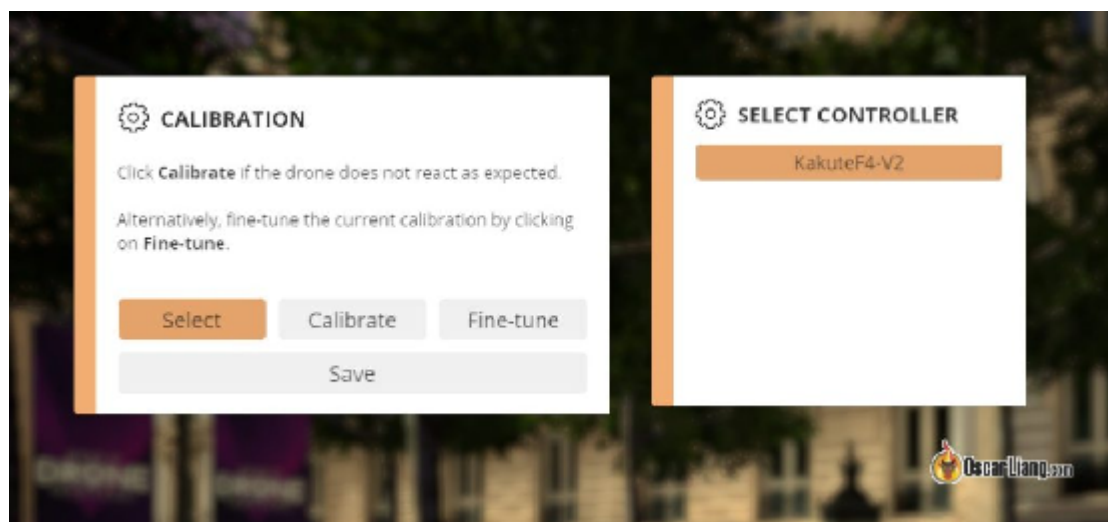 CALIBRATION
Click Calibrate if the drone does not react as expected.
Alternatively, fine-tune the current calibration by clicking
on Fine-tune.
Select
Calibrate
Fine-tune
Save
SELECT CONTROLLER
KakuteF4-V2
DRONE
OscarLiang.com